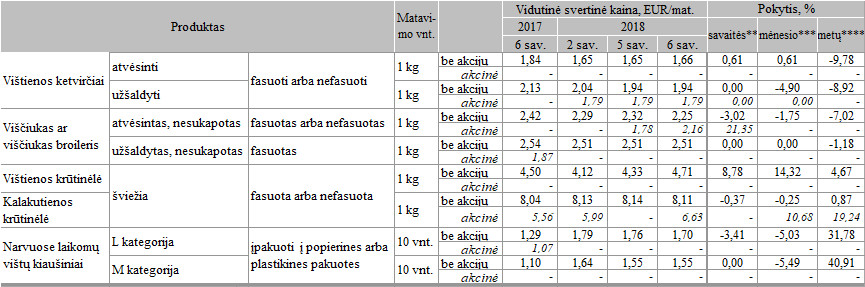 Produktas Matavi- Vidutinė svertinė kaina, EUR/mat. Pokytis, %
mo vnt. 2017 2018 savaitės** mėnesio*** metų****
6 sav. 2 sav. 5 sav. 6 sav.
Vištienos ketvirčiai atvėsinti fasuoti arba nefasuoti 1 kg be akcijų 1,84 1,65 1,65 1,66 0,61 0,61 -9,78
akcinė - - - - - - -
užšaldyti 1 kg be akcijų 2,13 2,04 1,94 1,94 0,00 -4,90 -8,92
akcinė - 1,79 1,79 1,79 0,00 0,00 -
Viščiukas ar viščiukas broileris atvėsintas, nesukapotas fasuotas arba nefasuotas 1 kg be akcijų 2,42 2,29 2,32 2,25 -3,02 -1,75 -7,02
akcinė - - 1,78 2,16 21,35 - -
užšaldytas, nesukapotas fasuotas 1 kg be akcijų 2,54 2,51 2,51 2,51 0,00 0,00 -1,18
akcinė 1,87 - - - - - -
Vištienos krūtinėlė šviežia fasuota arba nefasuota 1 kg be akcijų 4,50 4,12 4,33 4,71 8,78 14,32 4,67
akcinė - - - - - - -
Kalakutienos krūtinėlė 1 kg be akcijų 8,04 8,13 8,14 8,11 -0,37 -0,25 0,87
akcinė 5,56 5,99 - 6,63 - 10,68 19,24
Narvuose laikomų vištų kiaušiniai L kategorija įpakuoti į popierines arba plastikines pakuotes 10 vnt. be akcijų 1,29 1,79 1,76 1,70 -3,41 -5,03 31,78
akcinė 1,07 - - - - - -
M kategorija 10 vnt. be akcijų 1,10 1,64 1,55 1,55 0,00 -5,49 40,91
akcinė - - - - - - -